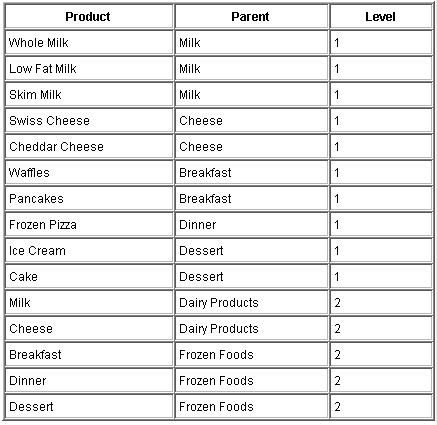 Product Parent Level
Whole Milk Milk 1
Low Fat Milk Milk 1
Skim Milk Milk 1
Swiss Cheese Cheese 1
Cheddar Cheese Cheese 1
Waffles Breakfast 1
Pancakes Breakfast 1
Frozen Pizza Dinner 1
Ice Cream Dessert 1
Cake Dessert 1
Milk Dairy Products 2
Cheese Dairy Products 2
Breakfast Frozen Foods 2
Dinner Frozen Foods 2
Dessert Frozen Foods 2